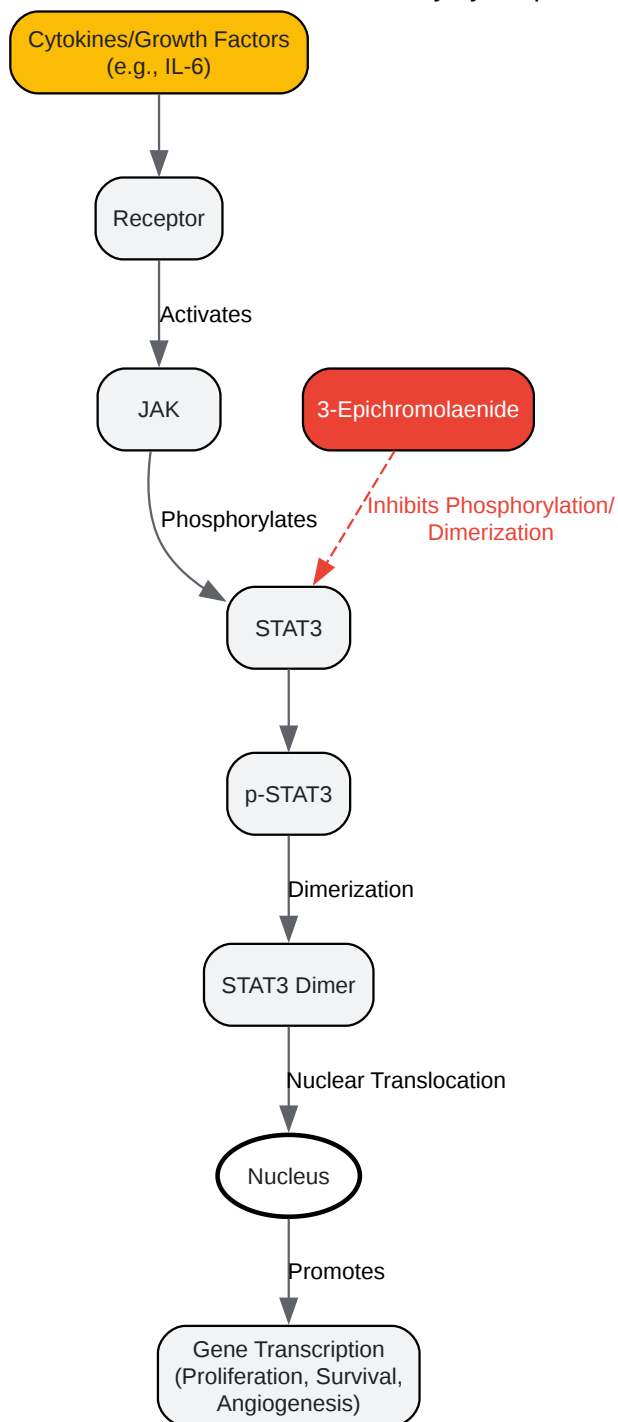 Cytokines/Growth Factors
(e.g., IL-6)
Receptor
Activates
JAK
3-Epichromolaenide
Phosphorylates
Inhibits Phosphorylation/
Dimerization
STAT3
p-STAT3
Dimerization
STAT3 Dimer
Nuclear Translocation
Nucleus
Promotes
Gene Transcription
(Proliferation, Survival,
Angiogenesis)